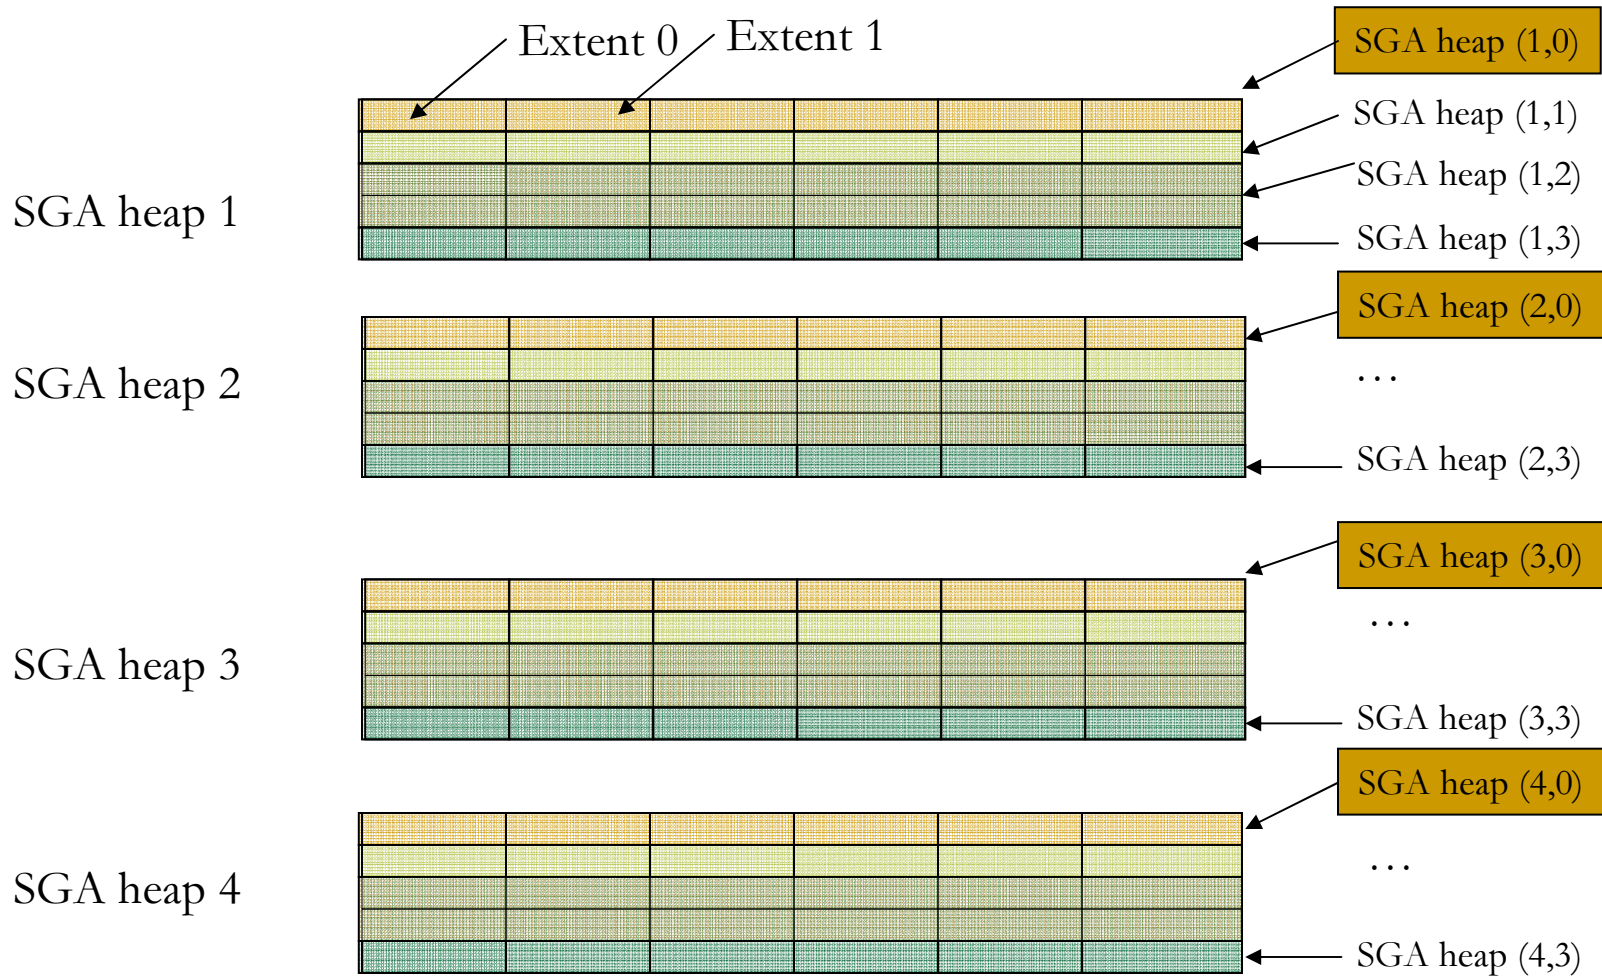 Extent 0
Extent 1
SGA heap (1,0)
SGA heap (1,1)
SGA heap (1,2)
SGA heap 1
SGA heap (1,3)
SGA heap (2,0)
SGA heap 2
...
SGA heap (2,3)
SGA heap (3,0)
...
SGA heap 3
SGA heap (3,3)
SGA heap (4,0)
...
SGA heap 4
SGA heap (4,3)